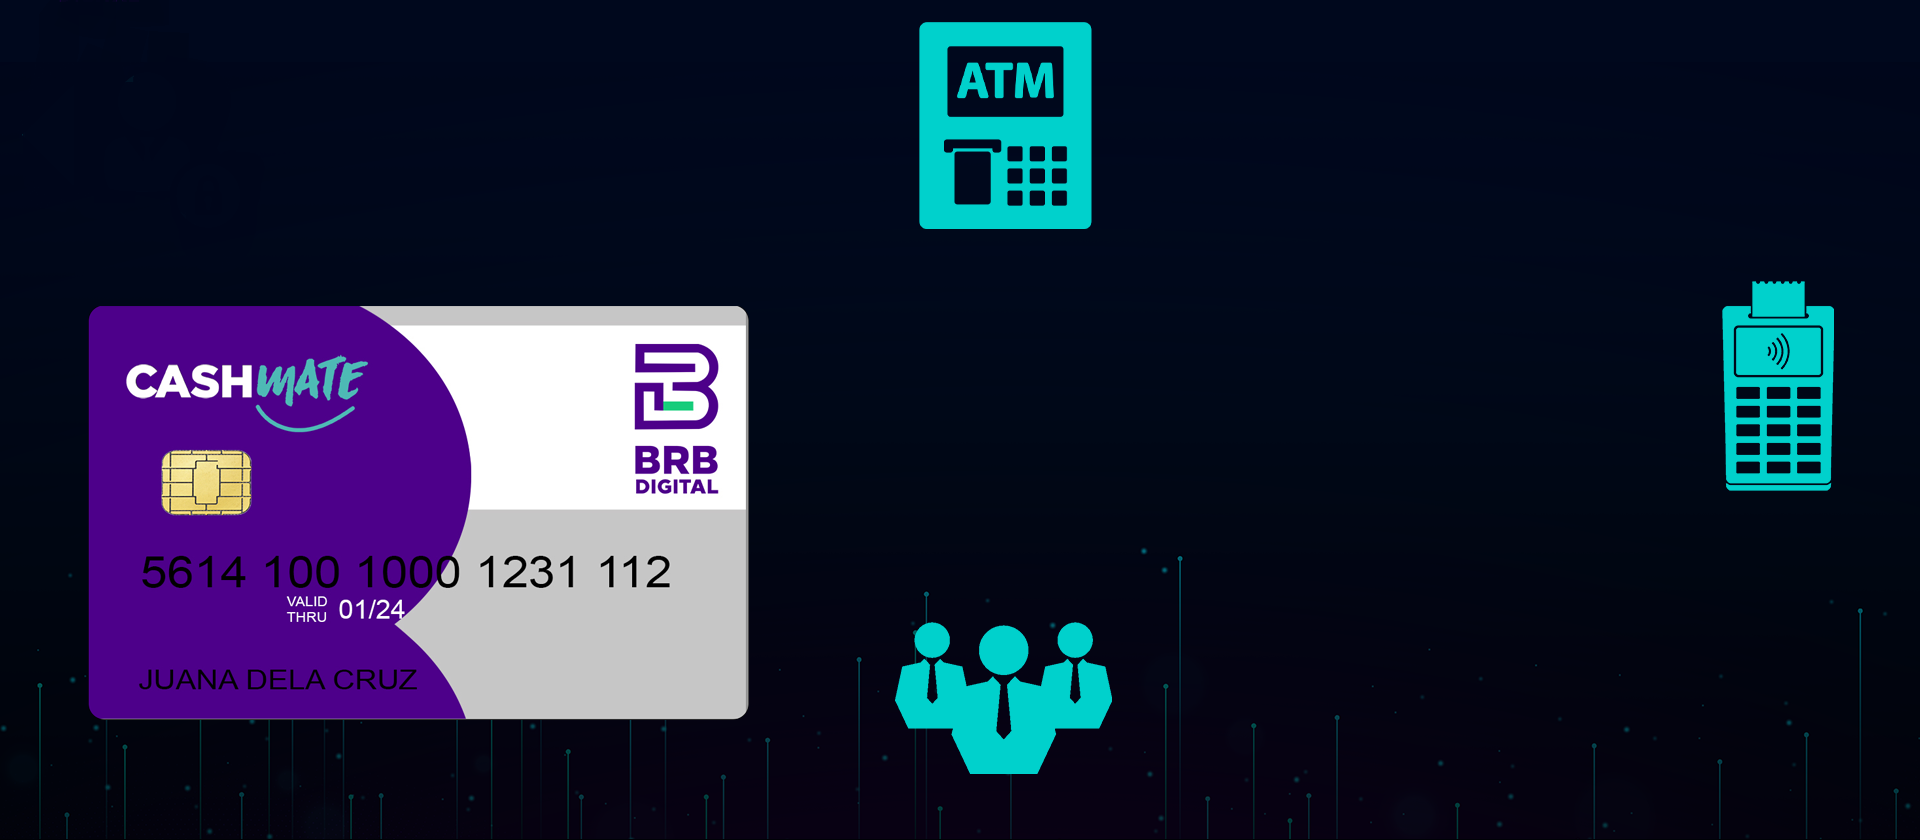 ATM
CASHMATE
BRB
DIGITAL
5614 100 1000 1231 112
VALID
THRU 01/24
JUANA DELA CRUZ